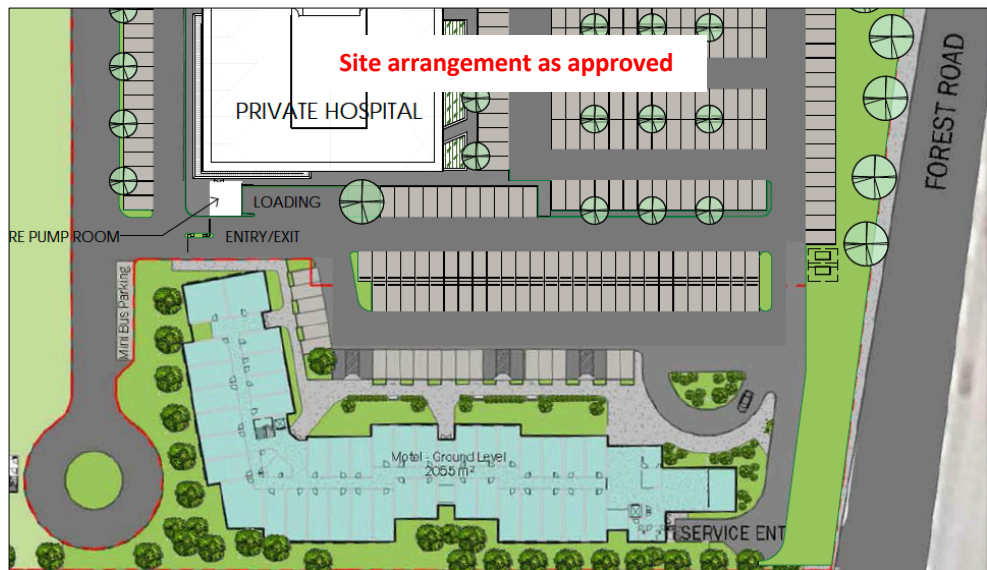 Site arrangement as approved
PRIVATE HOSPITAL
FOREST ROAD
LOADING
RE PUMP ROOM
ENTRY/EXIT
Mini Bus Parking
Motel - Ground Level
2055 m²
SERVICE ENT